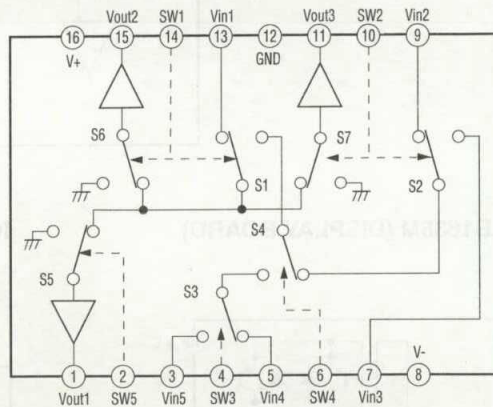 Vout2 SW1 Vin1 Vout3 SW2 Vin2
16 15 14 13 12 11 10 9
V+ GND
S6 S7
S1 S2
S4
S5
S3
V-
1 2 3 4 5 6 7 8
Vout1 SW5 Vin5 SW3 Vin4 SW4 Vin3